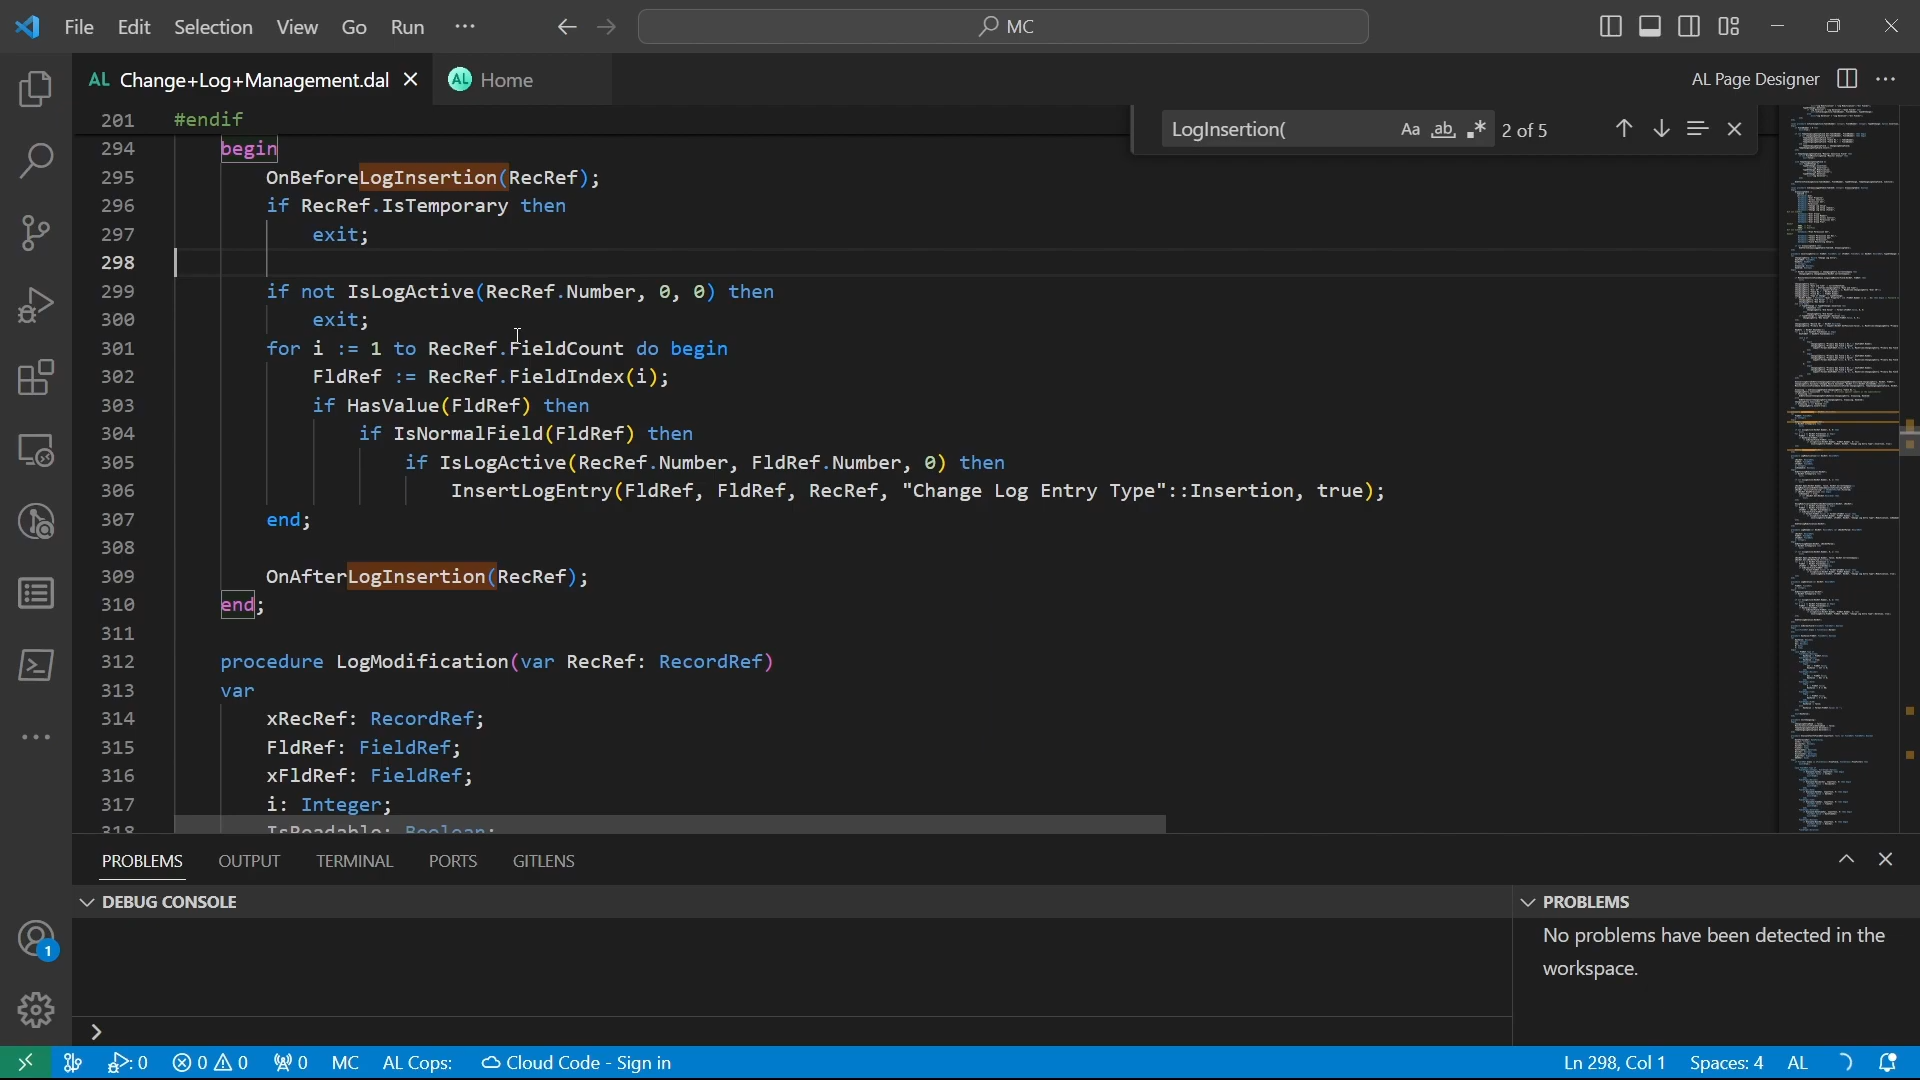 File Edit Selection View Go Run ··· MC
AL Change+Log+Management.dal AL Home AL Page Designer
LogInsertion( Aa ab 2 of 5
201 #endif
294 begin
295 OnBeforeLogInsertion(RecRef);
296 if RecRef.IsTemporary then
297 exit;
298
299 if not IsLogActive(RecRef.Number, 0, 0) then
300 exit;
301 for i := 1 to RecRef.FieldCount do begin
302 FldRef := RecRef.FieldIndex(i);
303 if HasValue(FldRef) then
304 if IsNormalField(FldRef) then
305 if IsLogActive(RecRef.Number, FldRef.Number, 0) then
306 InsertLogEntry(FldRef, FldRef, RecRef, "Change Log Entry Type"::Insertion, true);
307 end;
308
309 OnAfterLogInsertion(RecRef);
310 end;
311
312 procedure LogModification(var RecRef: RecordRef)
313 var
314 xRecRef: RecordRef;
315 FldRef: FieldRef;
316 xFldRef: FieldRef;
317 i: Integer;
318 IsReadable: Boolean;
PROBLEMS OUTPUT TERMINAL PORTS GITLENS
DEBUG CONSOLE
PROBLEMS
No problems have been detected in the
workspace.
1
0 0 0 0 MC AL Cops: Cloud Code - Sign in Ln 298, Col 1 Spaces: 4 AL